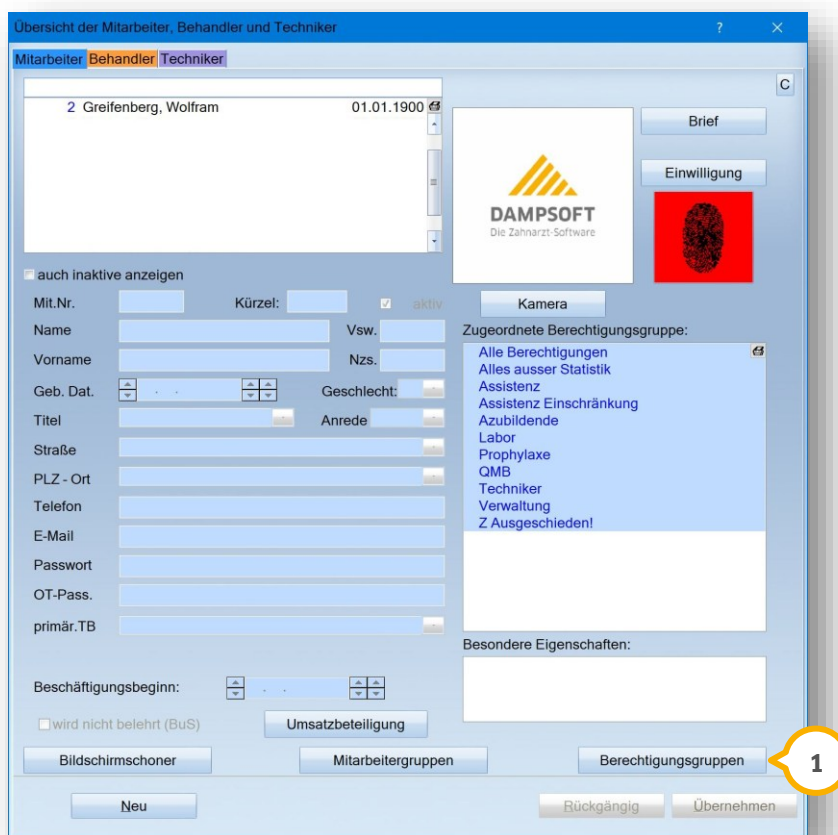 Übersicht der Mitarbeiter, Behandler und Techniker ?
Mitarbeiter Behandler Techniker
C
2 Greifenberg, Wolfram 01.01.1900
Brief
Einwilligung
DAMPSOFT
Die Zahnarzt-Software
auch inaktive anzeigen
Mit.Nr. Kürzel: aktiv
Kamera
Name Vsw.
Zugeordnete Berechtigungsgruppe:
Vorname Nzs.
Geb. Dat. . . Geschlecht:
Titel Anrede
Straße
PLZ - Ort
Telefon
E-Mail
Passwort
OT-Pass.
primär.TB
Alle Berechtigungen
Alles ausser Statistik
Assistenz
Assistenz Einschränkung
Azubildende
Labor
Prophylaxe
QMB
Techniker
Verwaltung
Z Ausgeschieden!
Besondere Eigenschaften:
Beschäftigungsbeginn: . .
wird nicht belehrt (BuS) Umsatzbeteiligung
Bildschirmschoner Mitarbeitergruppen Berechtigungsgruppen 1
Neu Rückgängig Übernehmen